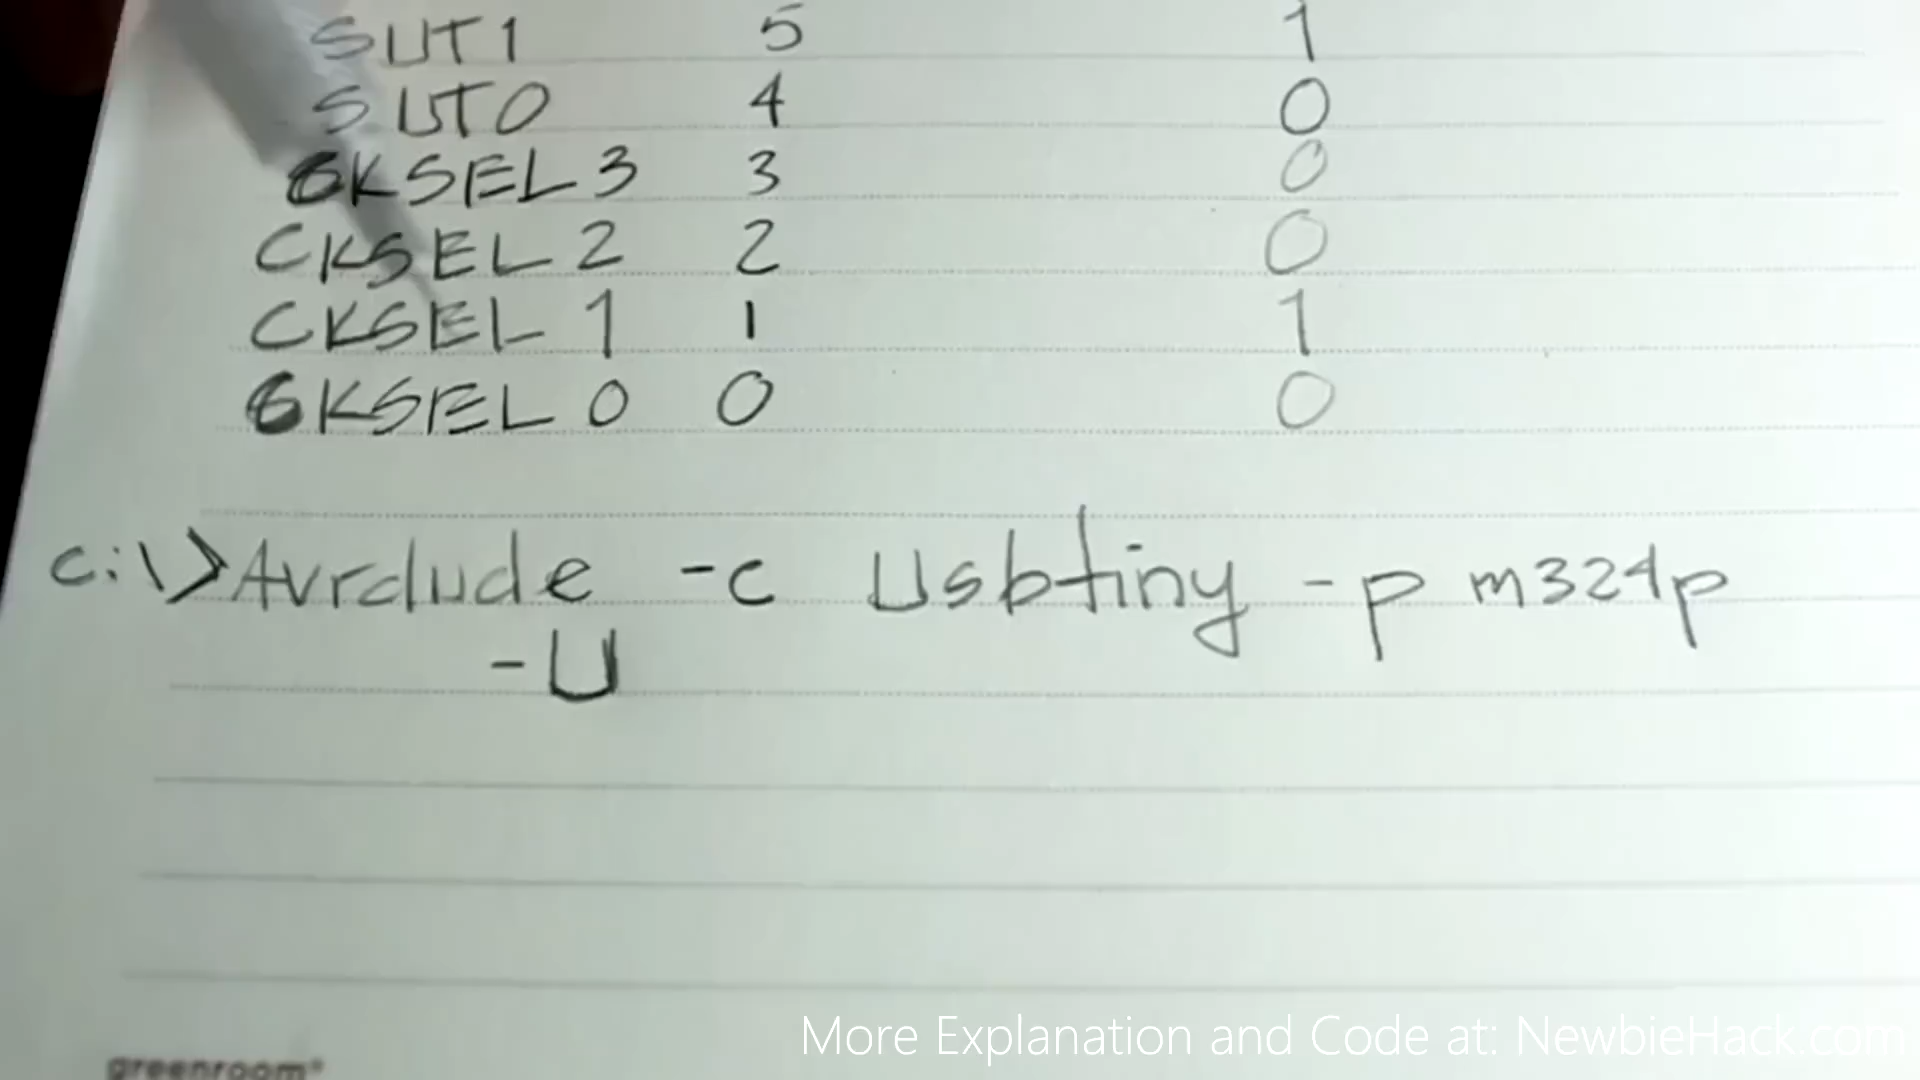 SUT1 5 1
SUT0 4 0
CKSEL3 3 0
CKSEL2 2 0
CKSEL1 1 1
CKSEL0 0 0
c:\>Avrdude -c Usbtiny -p m324p
-U
More Explanation and Code at: NewbieHack.com
greenroom®